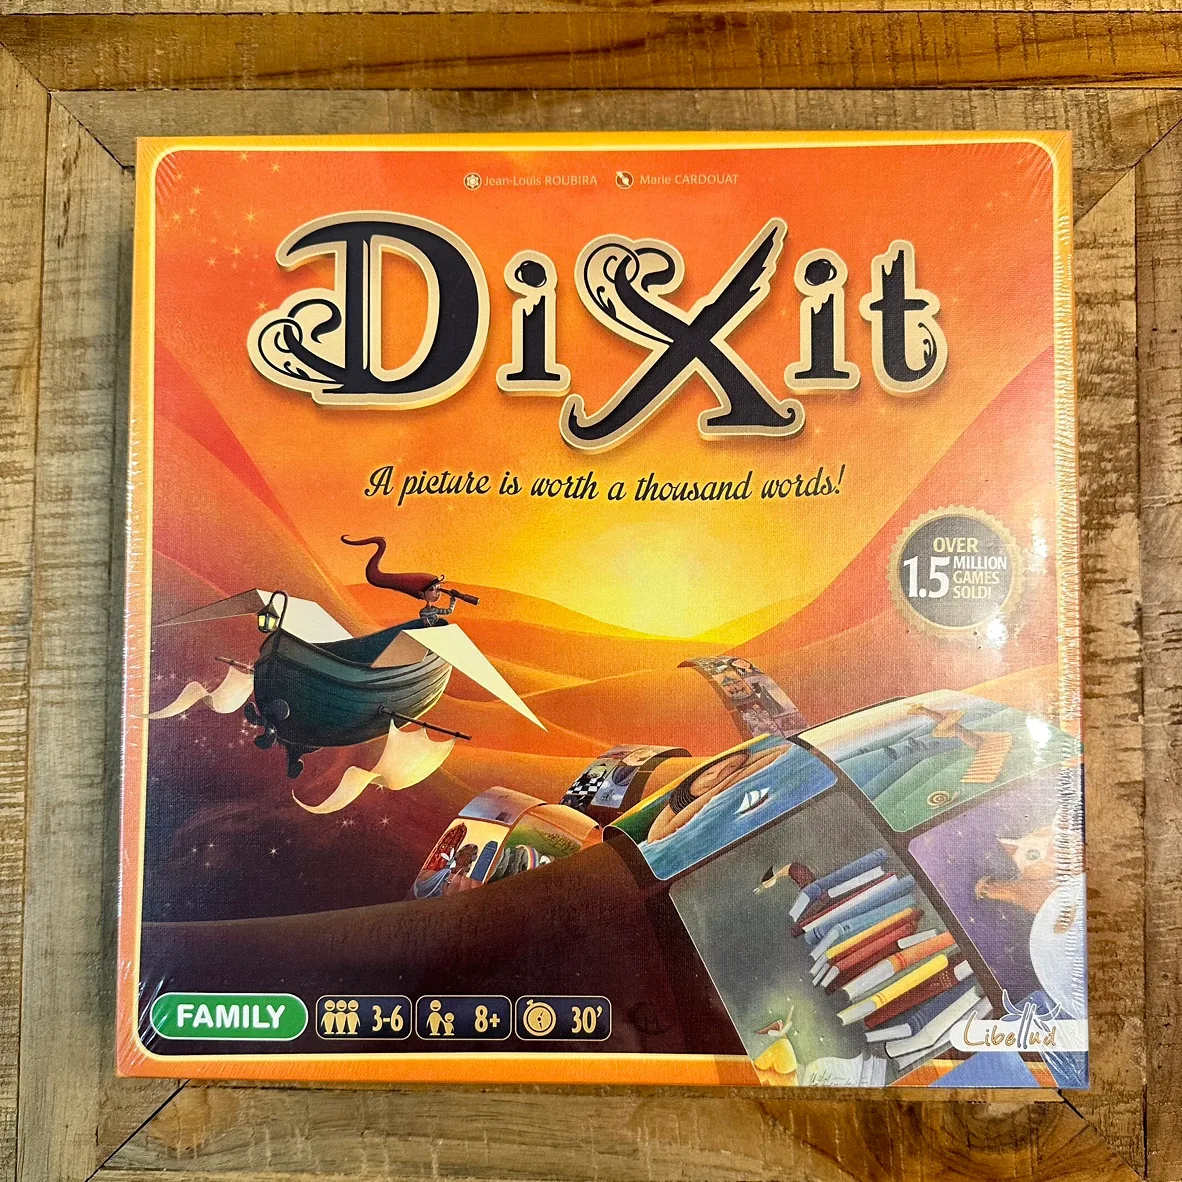 Jean-Louis ROUBIRA Marie CARDOUAT
DiXit
A picture is worth a thousand words!
OVER
1.5 MILLION
GAMES
SOLD!
FAMILY 3-6 8+ 30'
Libellud